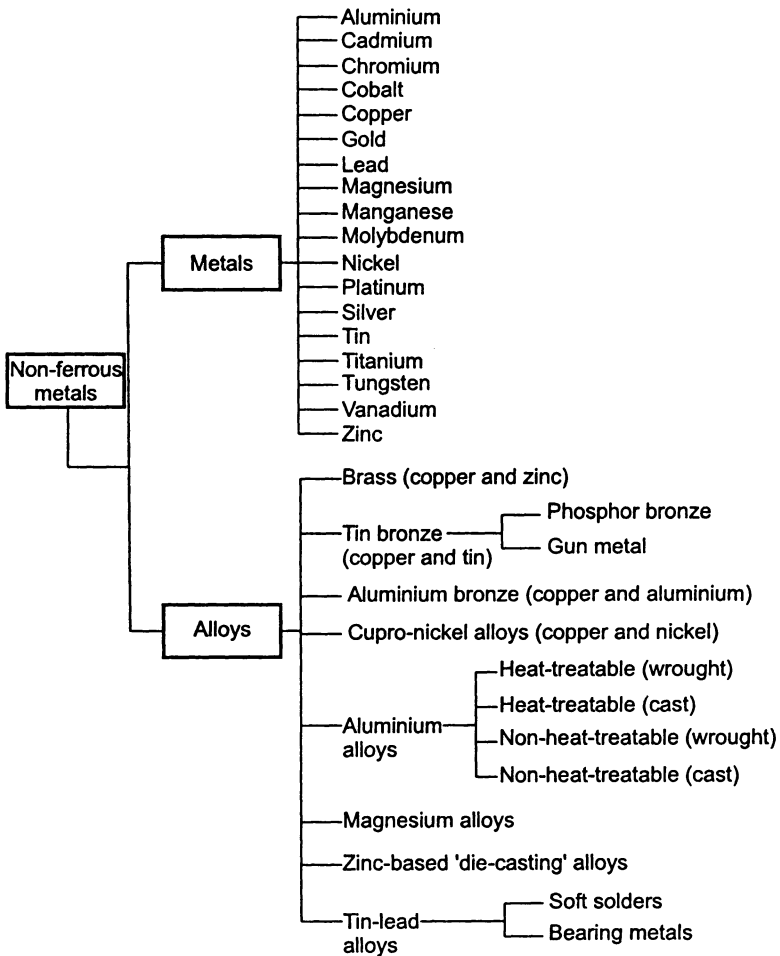 Aluminium
Cadmium
Chromium
Cobalt
Copper
Gold
Lead
Magnesium
Manganese
Molybdenum
Metals
Nickel
Platinum
Silver
Tin
Titanium
Tungsten
Vanadium
Zinc
Non-ferrous
metals
Brass (copper and zinc)
Tin bronze
(copper and tin)
Phosphor bronze
Gun metal
Aluminium bronze (copper and aluminium)
Alloys
Cupro-nickel alloys (copper and nickel)
Aluminium
alloys
Heat-treatable (wrought)
Heat-treatable (cast)
Non-heat-treatable (wrought)
Non-heat-treatable (cast)
Magnesium alloys
Zinc-based 'die-casting' alloys
Tin-lead
alloys
Soft solders
Bearing metals